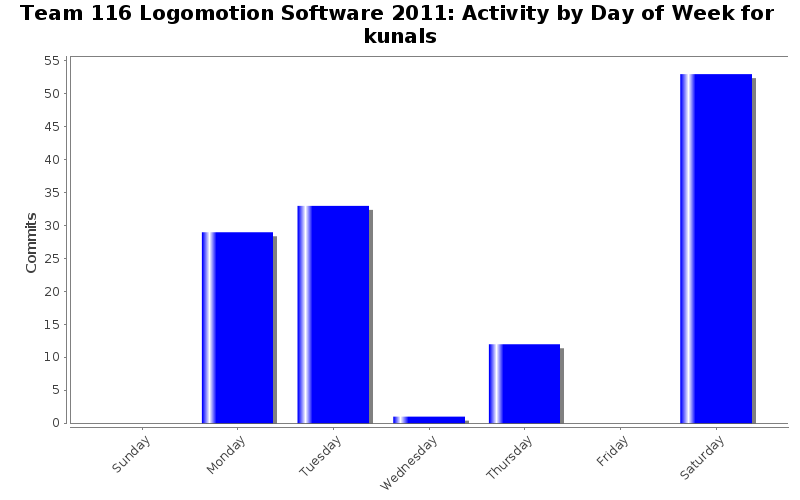 Team 116 Logomotion Software 2011: Activity by Day of Week for
kunals
55
50
45
40
35
30
25
20
15
10
5
0
Commits
Sunday
Monday
Tuesday
Wednesday
Thursday
Friday
Saturday